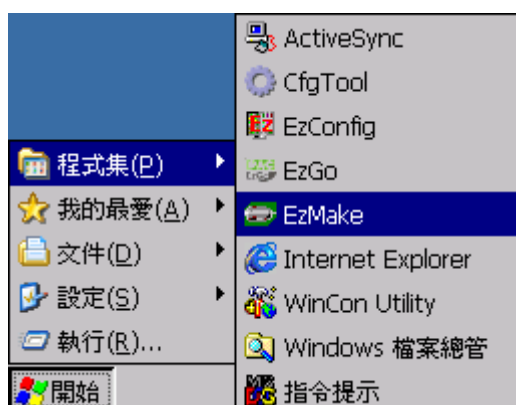 程式集(P)
我的最愛(A)
文件(D)
設定(S)
執行(R)...
開始
ActiveSync
CfgTool
EzConfig
EzGo
EzMake
Internet Explorer
WinCon Utility
Windows 檔案總管
指令提示